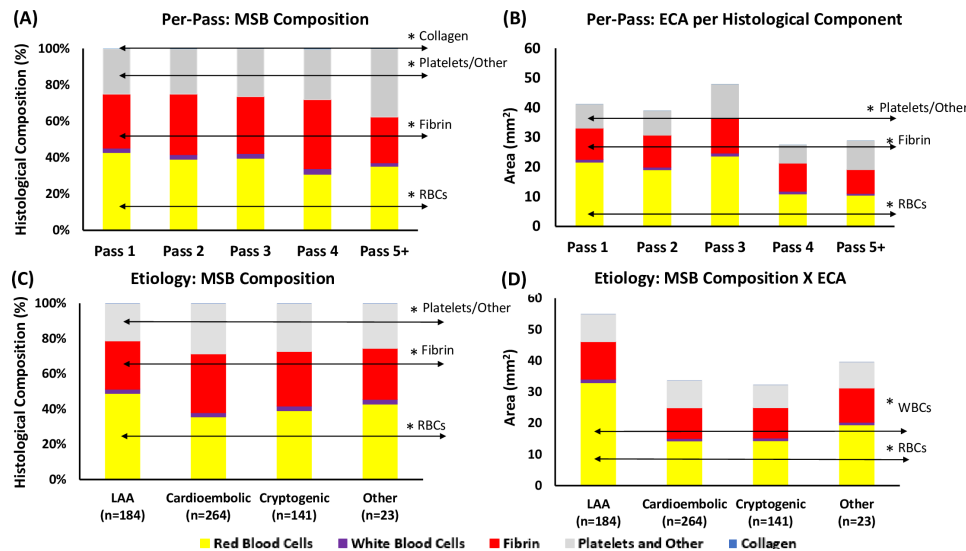 (A)
Per-Pass: MSB Composition
Histological Composition (%)
100%
80%
60%
40%
20%
0%
* Collagen
* Platelets/Other
* Fibrin
* RBCs
Pass 1 Pass 2 Pass 3 Pass 4 Pass 5+
(B)
Per-Pass: ECA per Histological Component
Area (mm²)
60
50
40
30
20
10
0
* Platelets/Other
* Fibrin
* RBCs
Pass 1 Pass 2 Pass 3 Pass 4 Pass 5+
(C)
Etiology: MSB Composition
Histological Composition (%)
100%
80%
60%
40%
20%
0%
* Platelets/Other
* Fibrin
* RBCs
LAA Cardioembolic Cryptogenic Other
(n=184) (n=264) (n=141) (n=23)
(D)
Etiology: MSB Composition X ECA
Area (mm²)
60
50
40
30
20
10
0
* WBCs
* RBCs
LAA Cardioembolic Cryptogenic Other
(n=184) (n=264) (n=141) (n=23)
Red Blood Cells White Blood Cells Fibrin Platelets and Other Collagen